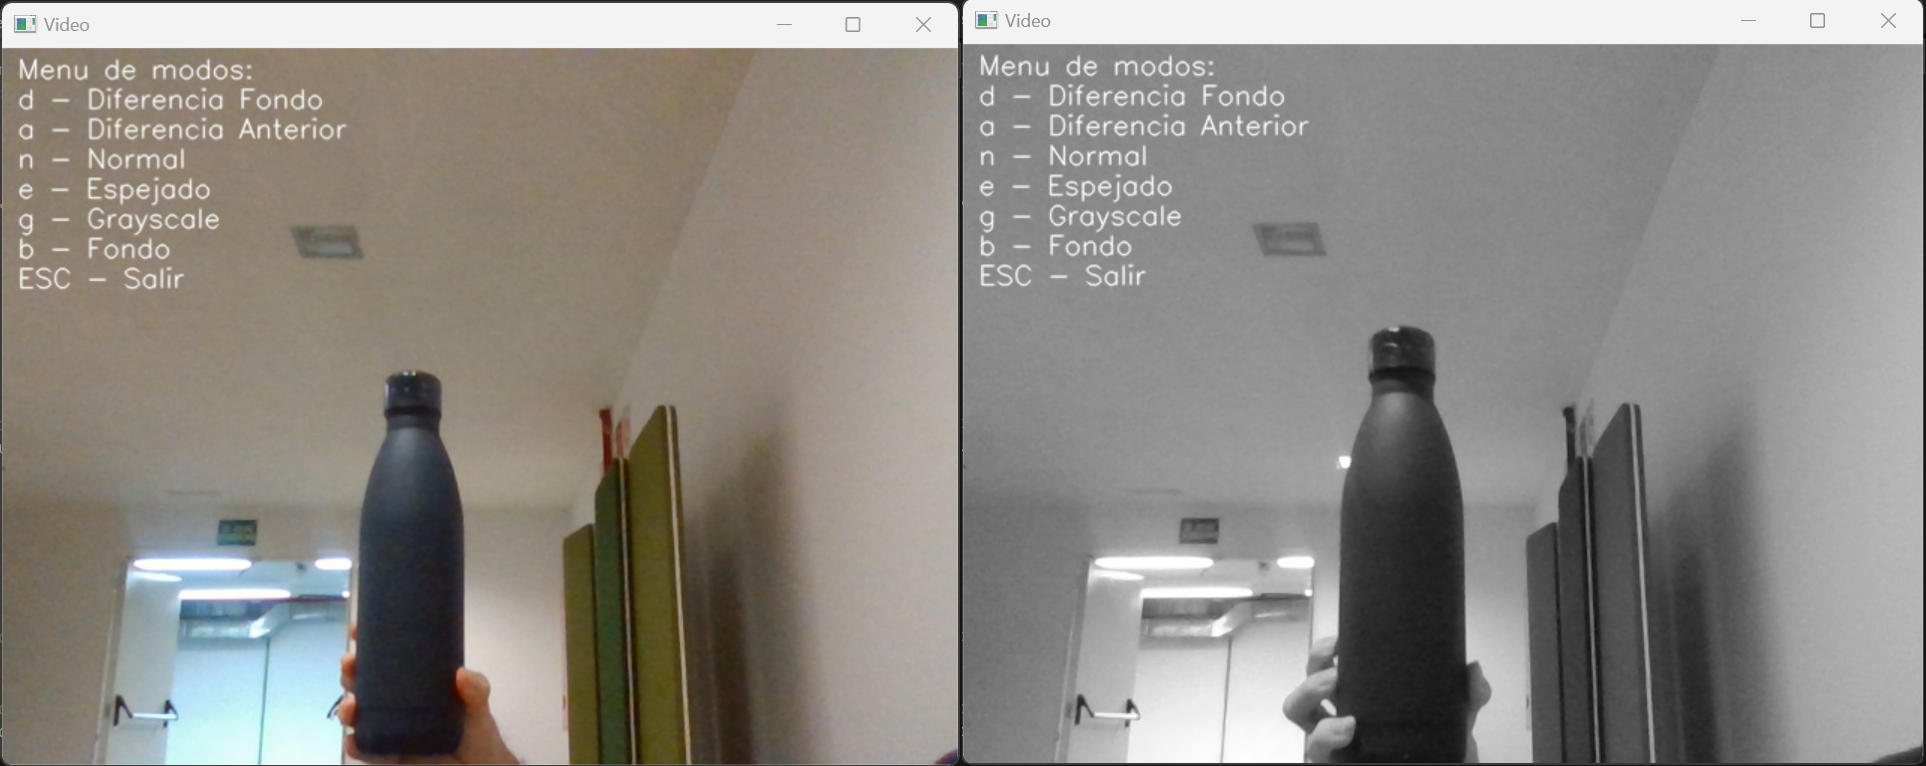 Video
Menu de modos:
d - Diferencia Fondo
a - Diferencia Anterior
n - Normal
e - Espejado
g - Grayscale
b - Fondo
ESC - Salir
Video
Menu de modos:
d - Diferencia Fondo
a - Diferencia Anterior
n - Normal
e - Espejado
g - Grayscale
b - Fondo
ESC - Salir